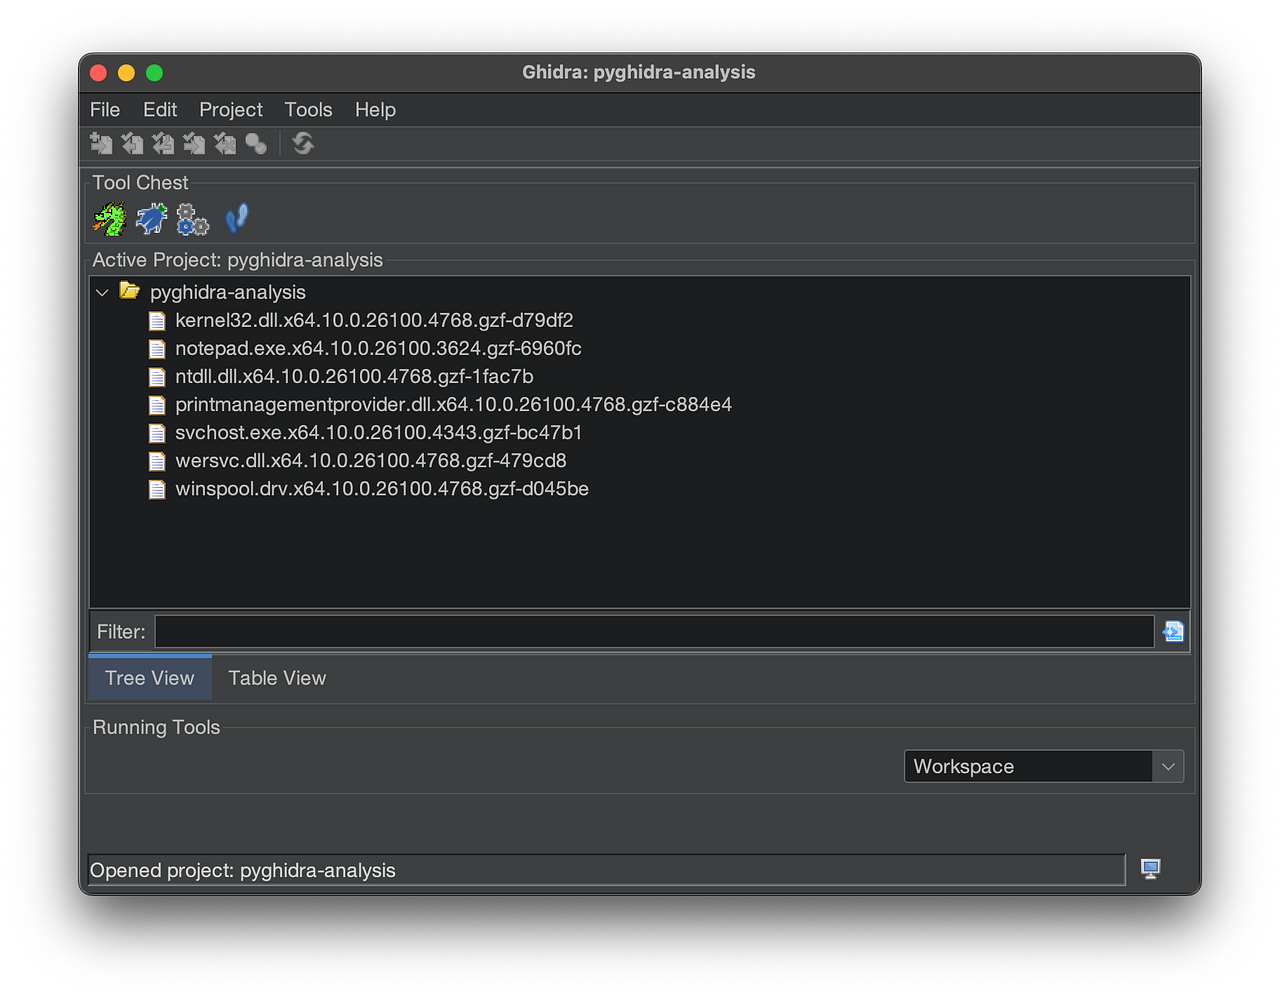 Ghidra: pyghidra-analysis
File Edit Project Tools Help
Tool Chest
Active Project: pyghidra-analysis
pyghidra-analysis
kernel32.dll.x64.10.0.26100.4768.gzf-d79df2
notepad.exe.x64.10.0.26100.3624.gzf-6960fc
ntdll.dll.x64.10.0.26100.4768.gzf-1fac7b
printmanagementprovider.dll.x64.10.0.26100.4768.gzf-c884e4
svchost.exe.x64.10.0.26100.4343.gzf-bc47b1
wersvc.dll.x64.10.0.26100.4768.gzf-479cd8
winspool.drv.x64.10.0.26100.4768.gzf-d045be
Filter:
Tree View Table View
Running Tools
Workspace
Opened project: pyghidra-analysis